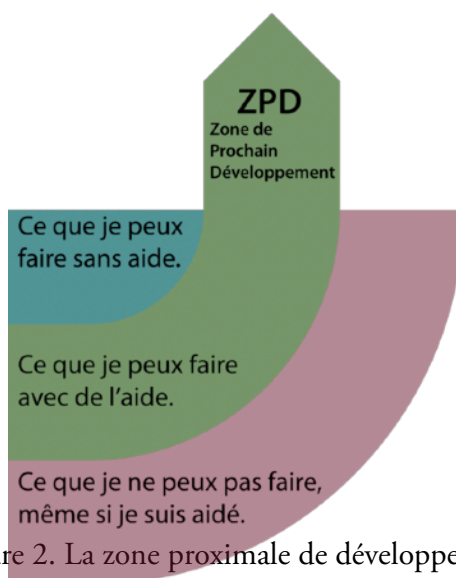 ZPD
Zone de
Prochain
Développement
Ce que je peux
faire sans aide.
Ce que je peux faire
avec de l'aide.
Ce que je ne peux pas faire,
même si je suis aidé.
re 2. La zone proximale de développe